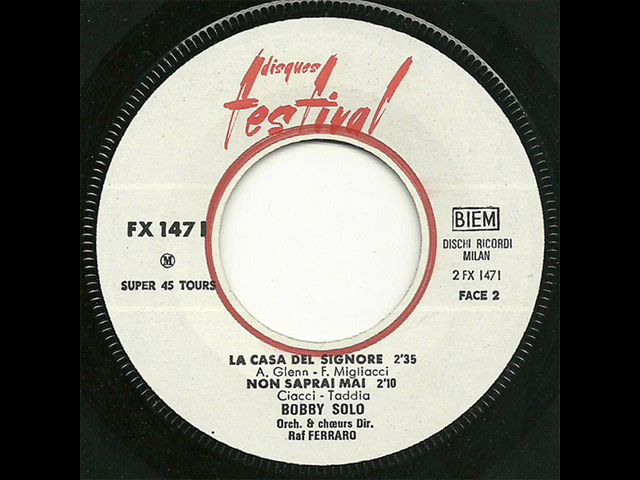 disques
festival
FX 1471
M
SUPER 45 TOURS
BIEM
DISCHI RICORDI
MILAN
2 FX 1471
FACE 2
LA CASA DEL SIGNORE 2'35
A. Glenn - F. Migliacci
NON SAPRAI MAI 2'10
Ciacci - Taddia
BOBBY SOLO
Orch. & chœurs Dir.
Raf FERRARO